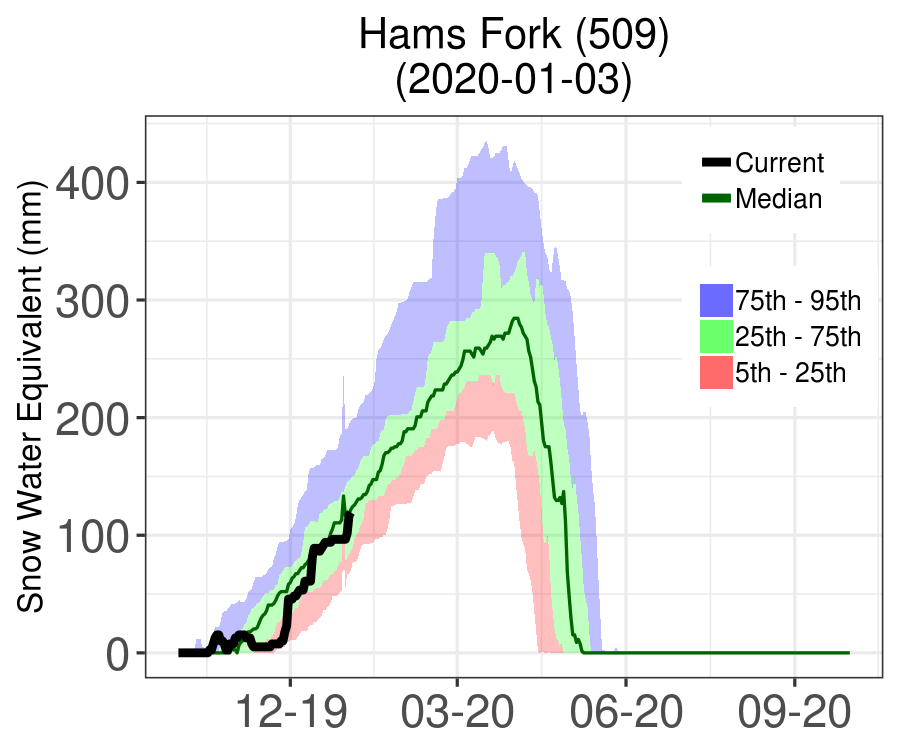 Hams Fork (509)
(2020-01-03)
Snow Water Equivalent (mm)
400
300
200
100
0
12-19
03-20
06-20
09-20
Current
Median
75th - 95th
25th - 75th
5th - 25th